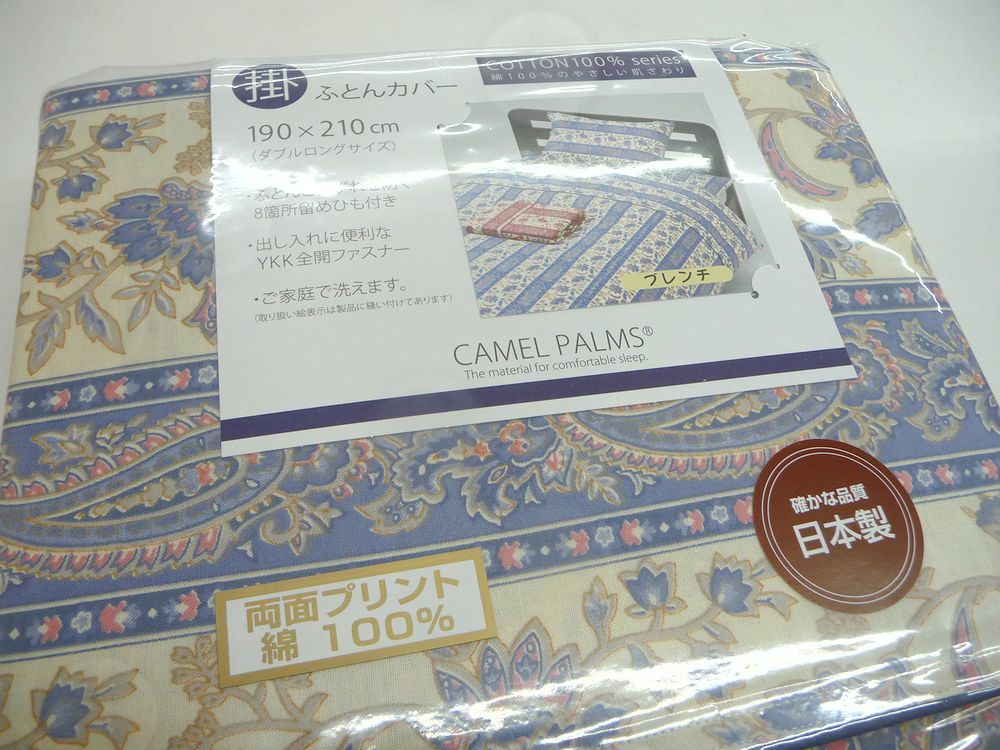 掛 ふとんカバー
COTTON100% series
綿100%のやさしい肌ざわり
190×210cm
(ダブルロングサイズ)
8箇所留めひも付き
・出し入れに便利な
YKK全開ファスナー
・ご家庭で洗えます。
(取り扱い絵表示は製品に縫い付けてあります)
フレンチ
CAMEL PALMS®
The material for comfortable sleep.
確かな品質
日本製
両面プリント
綿 100%